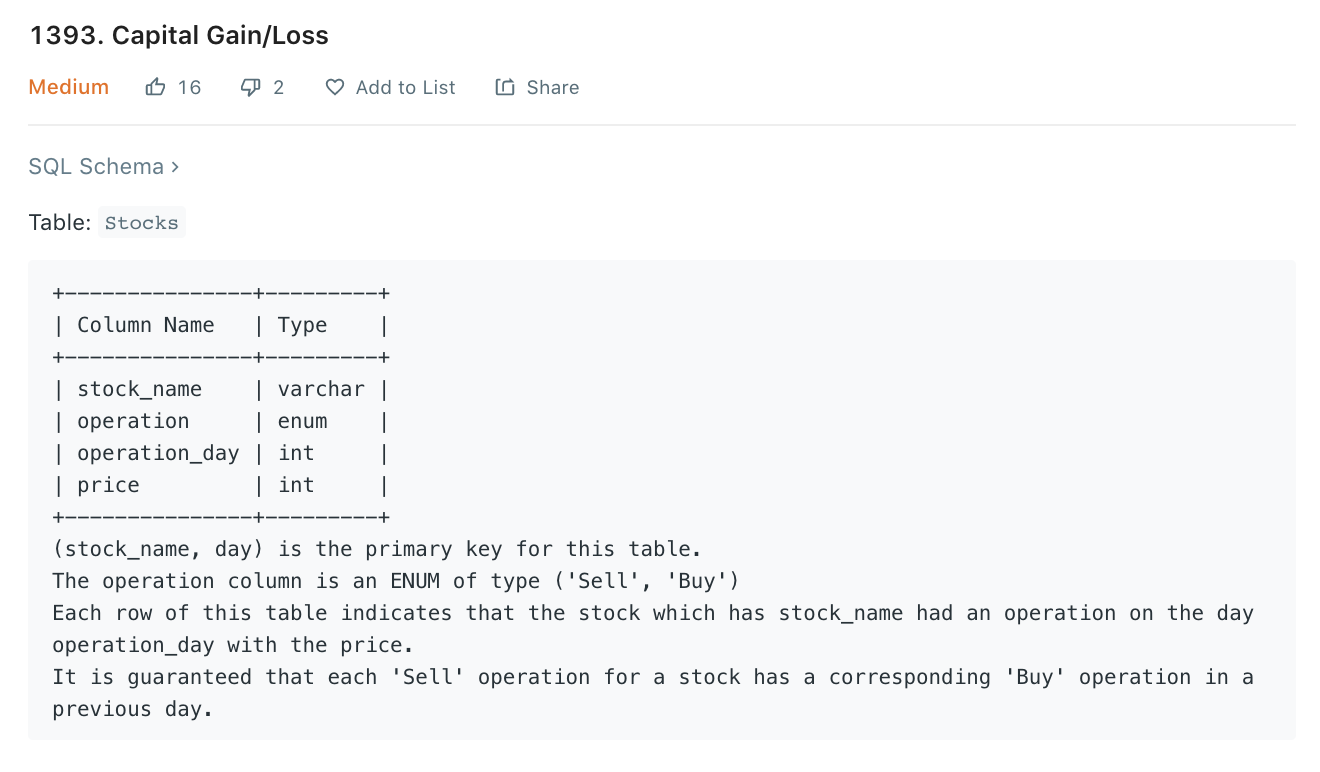 1393. Capital Gain/Loss
Medium 16 2 Add to List Share
SQL Schema ›
Table: Stocks
+---------------+---------+
| Column Name   | Type    |
+---------------+---------+
| stock_name    | varchar |
| operation     | enum    |
| operation_day | int     |
| price         | int     |
+---------------+---------+
(stock_name, day) is the primary key for this table.
The operation column is an ENUM of type ('Sell', 'Buy')
Each row of this table indicates that the stock which has stock_name had an operation on the day
operation_day with the price.
It is guaranteed that each 'Sell' operation for a stock has a corresponding 'Buy' operation in a
previous day.